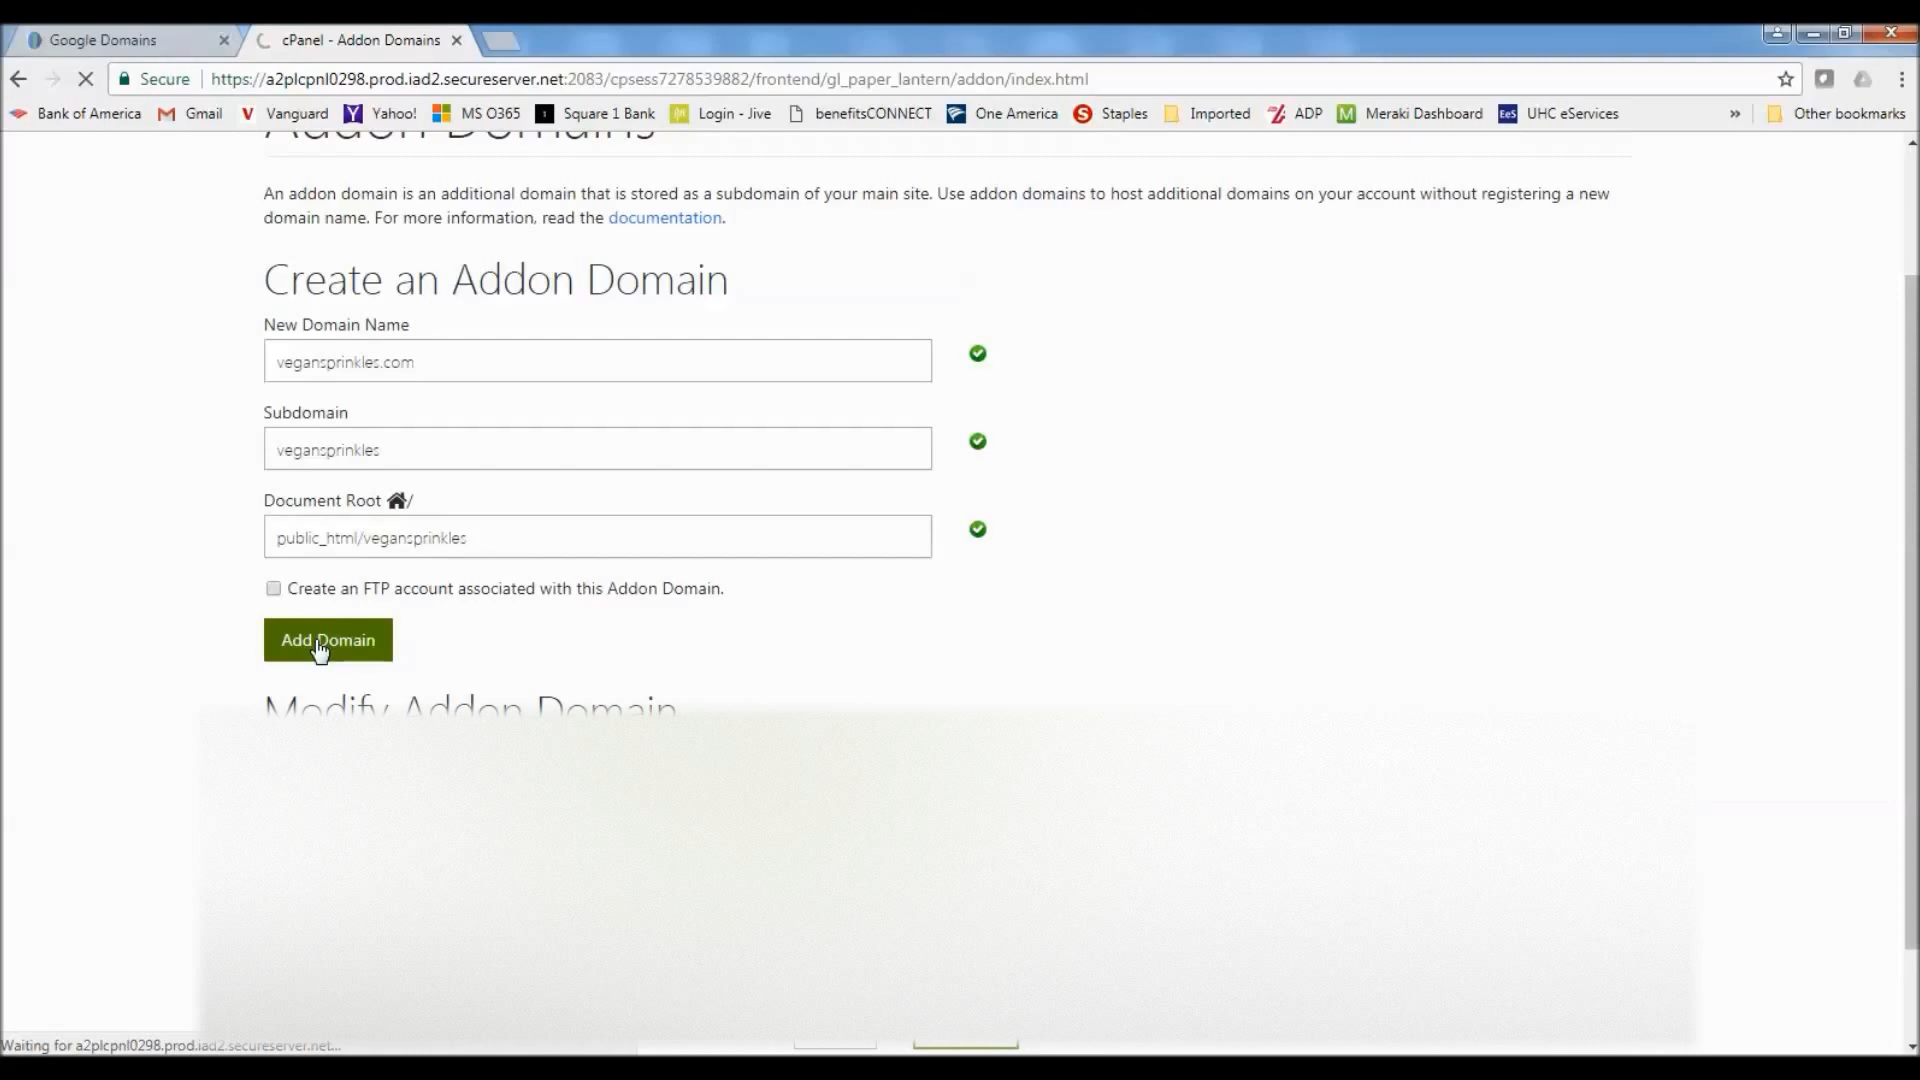 Google Domains
cPanel - Addon Domains
Secure
https://a2plcpnl0298.prod.iad2.secureserver.net:2083/cpsess7278539882/frontend/gl_paper_lantern/addon/index.html
Bank of America Gmail Vanguard Yahoo! MS O365 Square 1 Bank Login - Jive benefitsCONNECT One America Staples Imported ADP Meraki Dashboard UHC eServices » Other bookmarks
Addon Domains
An addon domain is an additional domain that is stored as a subdomain of your main site. Use addon domains to host additional domains on your account without registering a new
domain name. For more information, read the documentation.
Create an Addon Domain
New Domain Name
vegansprinkles.com
Subdomain
vegansprinkles
Document Root /
public_html/vegansprinkles
Create an FTP account associated with this Addon Domain.
Add Domain
Modify Addon Domain
Waiting for a2plcpnl0298.prod.iad2.secureserver.net...